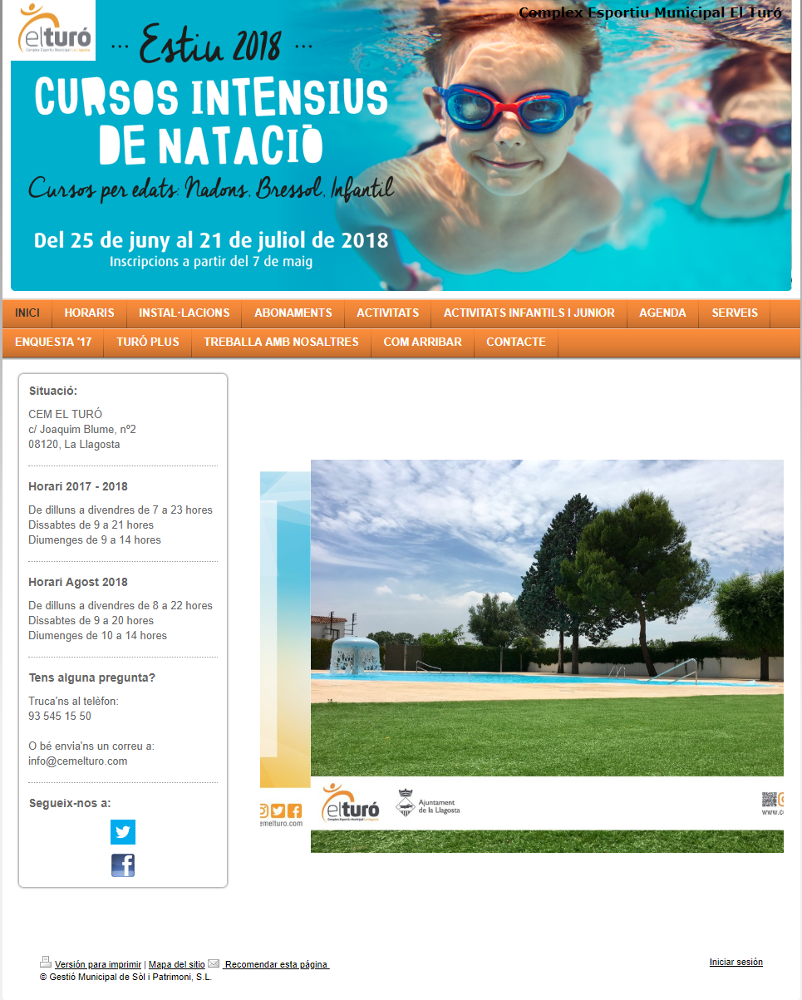 elturó
Complex Esportiu Municipal La Llagosta
Complex Esportiu Municipal El Turó
... Estiu 2018 ...
CURSOS INTENSIUS
DE NATACIÒ
Cursos per edats: Nadons, Bressol, Infantil
Del 25 de juny al 21 de juliol de 2018
Inscripcions a partir del 7 de maig
INICI HORARIS INSTAL·LACIONS ABONAMENTS ACTIVITATS ACTIVITATS INFANTILS I JUNIOR AGENDA SERVEIS
ENQUESTA '17 TURÓ PLUS TREBALLA AMB NOSALTRES COM ARRIBAR CONTACTE
Situació:
CEM EL TURÓ
c/ Joaquim Blume, nº2
08120, La Llagosta
Horari 2017 - 2018
De dilluns a divendres de 7 a 23 hores
Dissabtes de 9 a 21 hores
Diumenges de 9 a 14 hores
Horari Agost 2018
De dilluns a divendres de 8 a 22 hores
Dissabtes de 9 a 20 hores
Diumenges de 10 a 14 hores
Tens alguna pregunta?
Truca'ns al telèfon:
93 545 15 50
O bé envia'ns un correu a:
info@cemelturo.com
Segueix-nos a:
emelturo.com
elturó
Complex Esportiu Municipal La Llagosta
Ajuntament
de la Llagosta
www.c
Versión para imprimir | Mapa del sitio Recomendar esta página
© Gestió Municipal de Sòl i Patrimoni, S.L.
Iniciar sesión